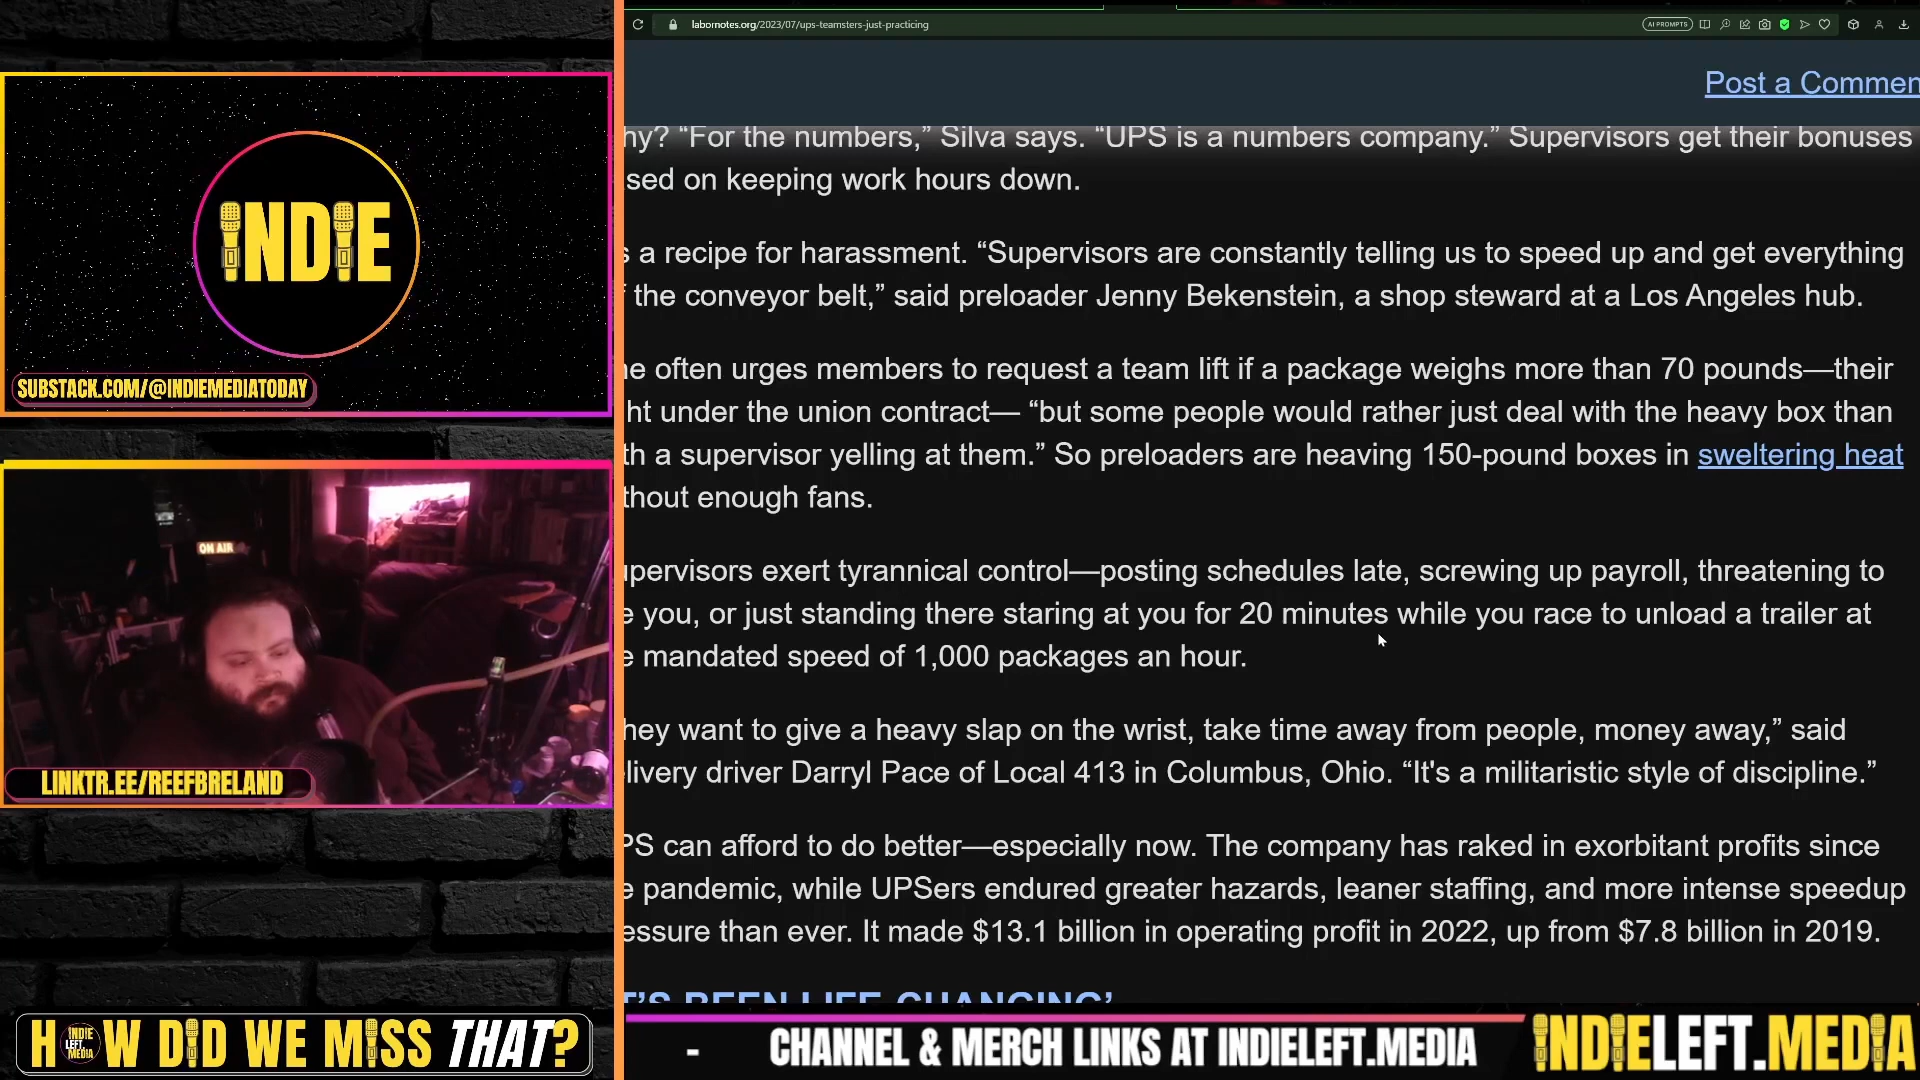 labornotes.org/2023/07/ups-teamsters-just-practicing
AI PROMPTS
Post a Commen
hy? “For the numbers,” Silva says. “UPS is a numbers company.” Supervisors get their bonuses
sed on keeping work hours down.
s a recipe for harassment. “Supervisors are constantly telling us to speed up and get everything
f the conveyor belt,” said preloader Jenny Bekenstein, a shop steward at a Los Angeles hub.
he often urges members to request a team lift if a package weighs more than 70 pounds—their
ht under the union contract— “but some people would rather just deal with the heavy box than
th a supervisor yelling at them.” So preloaders are heaving 150-pound boxes in sweltering heat
thout enough fans.
upervisors exert tyrannical control—posting schedules late, screwing up payroll, threatening to
e you, or just standing there staring at you for 20 minutes while you race to unload a trailer at
e mandated speed of 1,000 packages an hour.
hey want to give a heavy slap on the wrist, take time away from people, money away,” said
elivery driver Darryl Pace of Local 413 in Columbus, Ohio. “It's a militaristic style of discipline.”
PS can afford to do better—especially now. The company has raked in exorbitant profits since
e pandemic, while UPSers endured greater hazards, leaner staffing, and more intense speedup
essure than ever. It made $13.1 billion in operating profit in 2022, up from $7.8 billion in 2019.
T’S BEEN LIFE-CHANGING’
INDIE
SUBSTACK.COM/@INDIEMEDIATODAY
ON AIR
LINKTR.EE/REEFBRELAND
HOW DID WE MISS THAT?
INDIE
LEFT
MEDIA
- CHANNEL & MERCH LINKS AT INDIELEFT.MEDIA
INDIELEFT.MEDIA